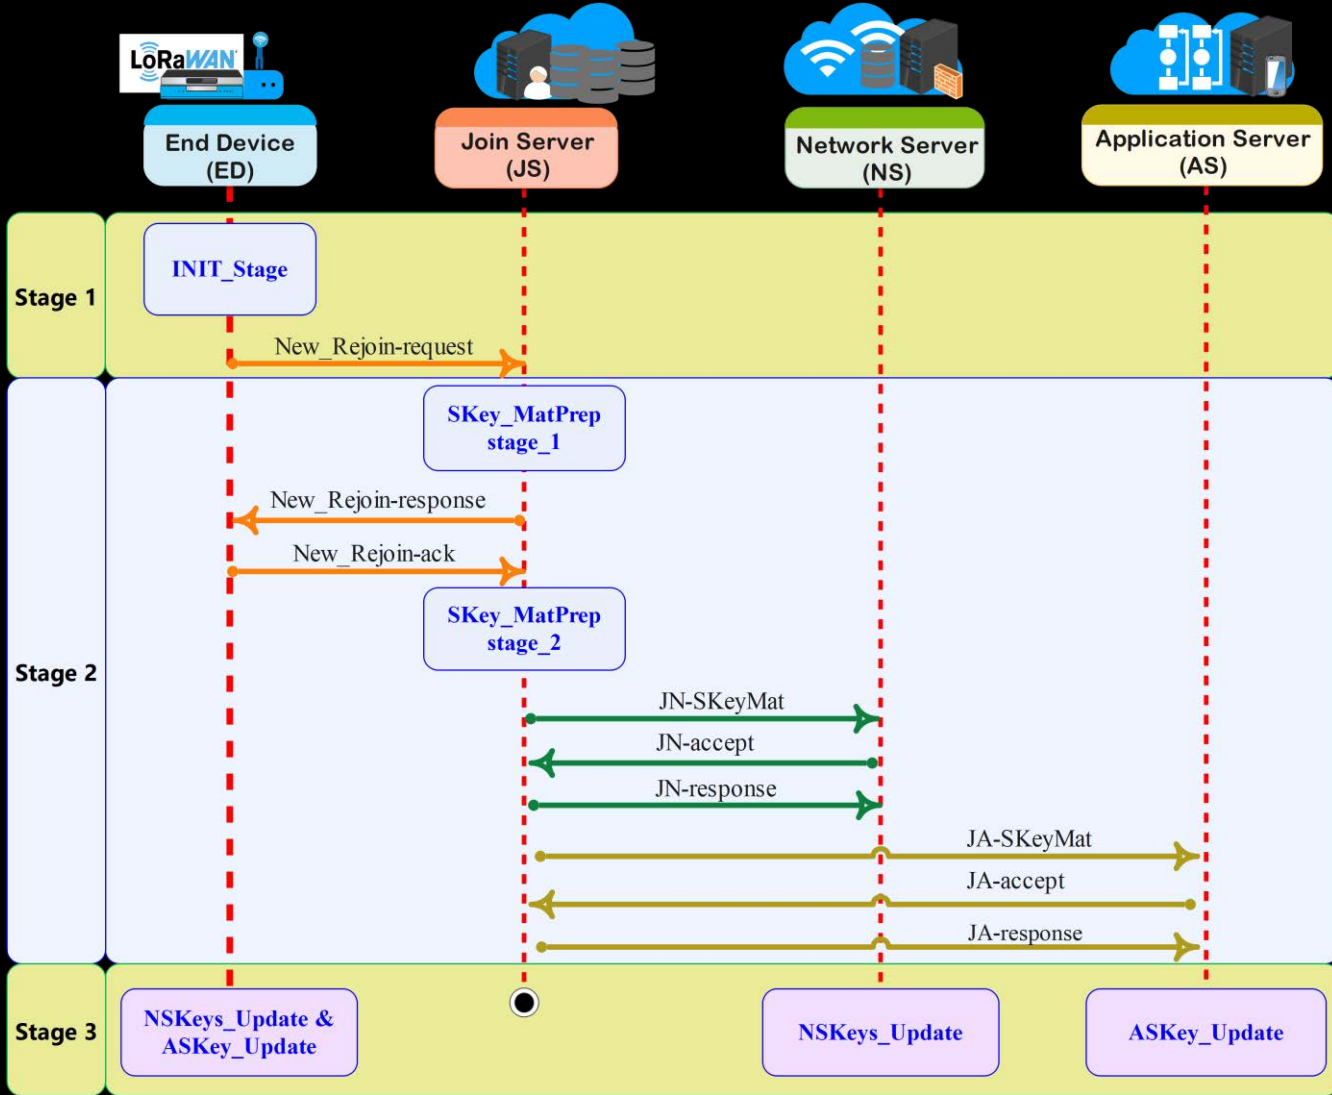 LoRaWAN
End Device
(ED)
Join Server
(JS)
Network Server
(NS)
Application Server
(AS)
Stage 1
INIT_Stage
New_Rejoin-request
Stage 2
SKey_MatPrep
stage_1
New_Rejoin-response
New_Rejoin-ack
SKey_MatPrep
stage_2
JN-SKeyMat
JN-accept
JN-response
JA-SKeyMat
JA-accept
JA-response
Stage 3
NSKeys_Update &
ASKey_Update
NSKeys_Update
ASKey_Update